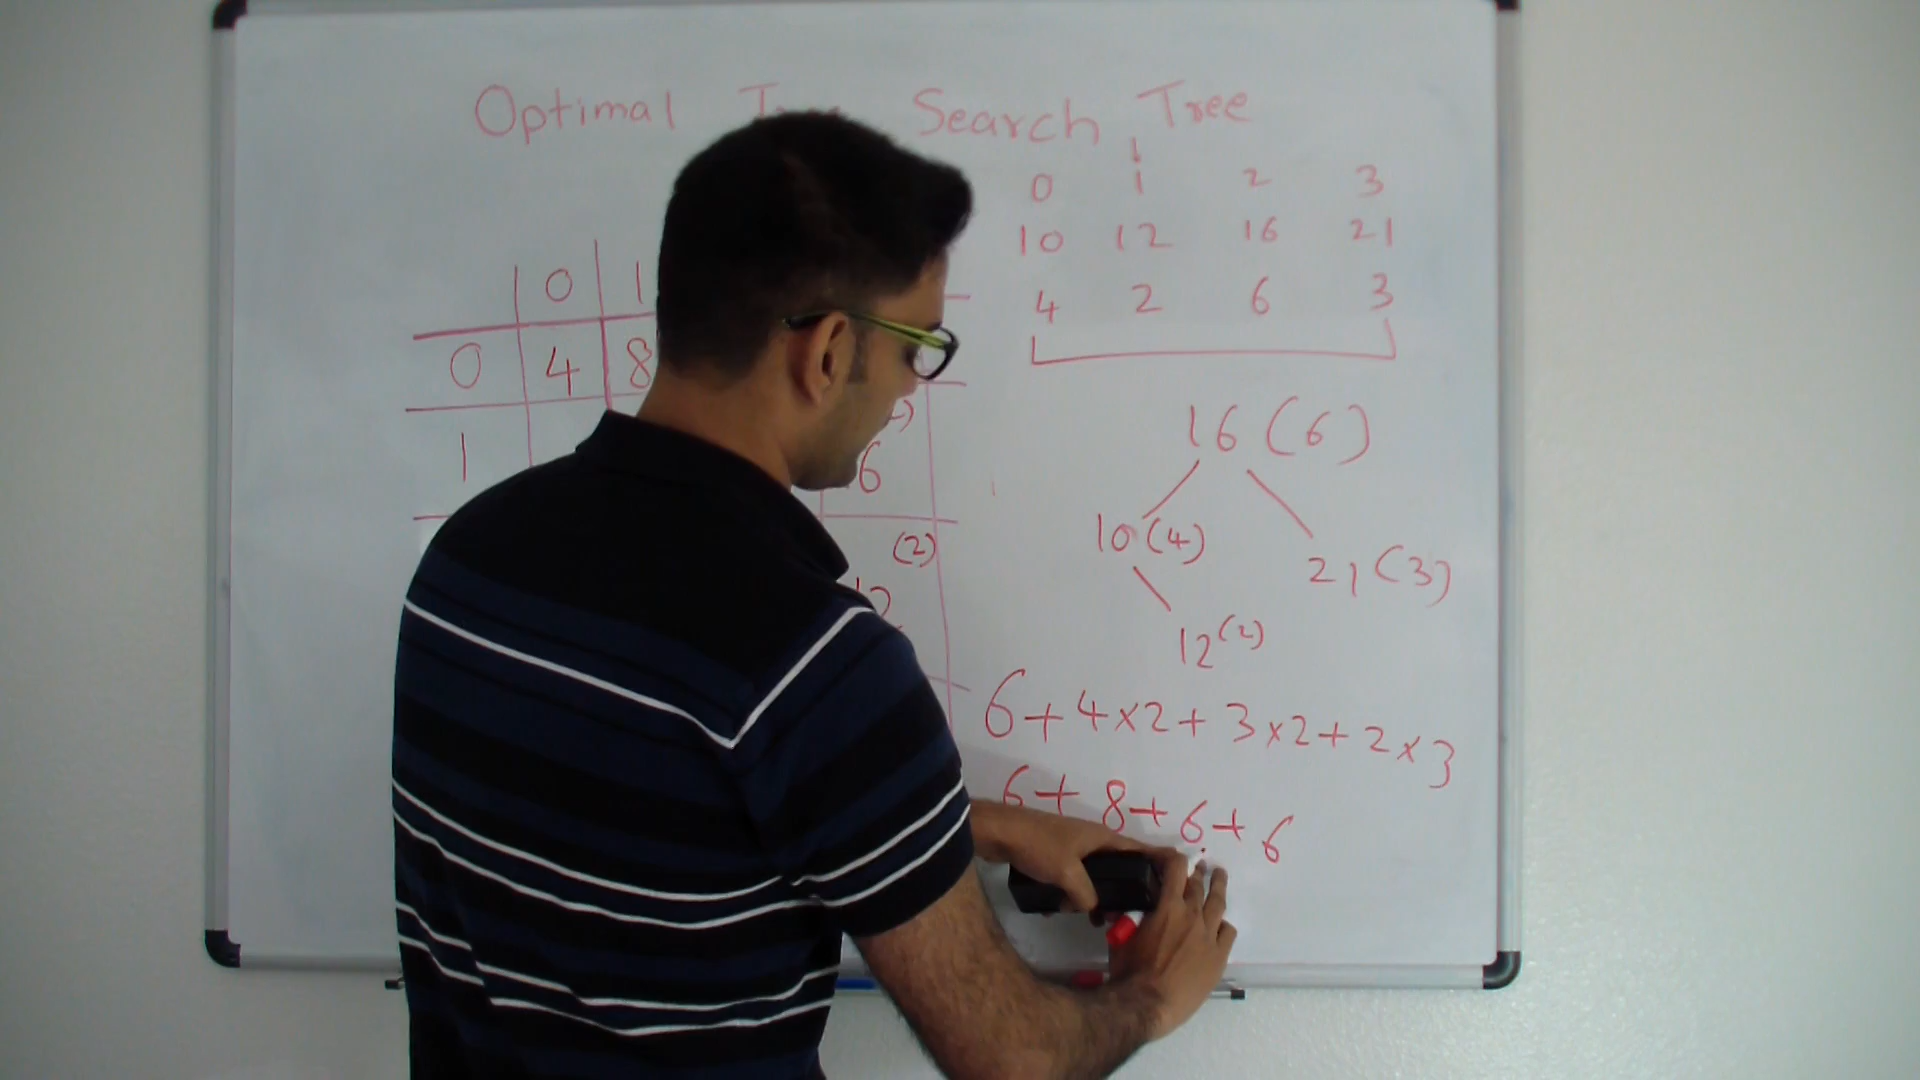 Optimal Search Tree
0 1 2 3
10 12 16 21
4 2 6 3
0 1
0 4 8
1 6
(2)
16 (6)
10 (4) 21 (3)
12 (2)
6 + 4 x 2 + 3 x 2 + 2 x 3
6 + 8 + 6 + 6